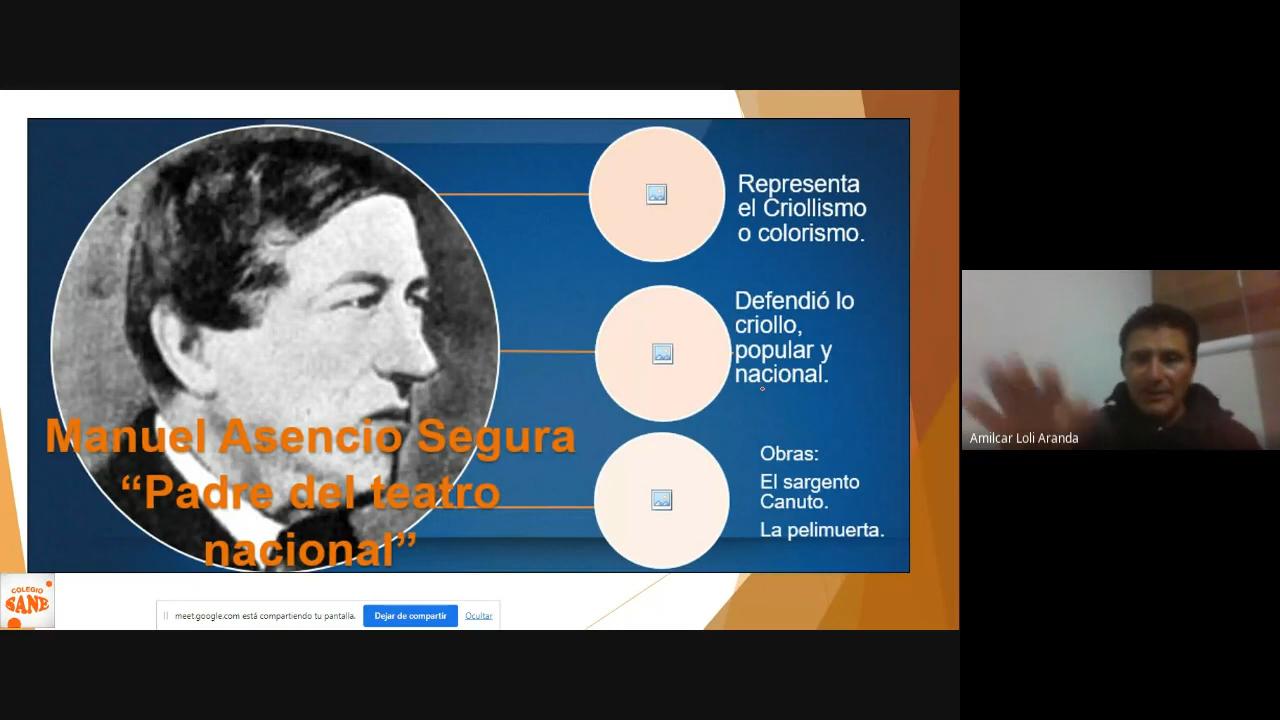 Representa
el Criollismo
o colorismo.
Defendió lo
criollo,
popular y
nacional.
Manuel Asencio Segura
“Padre del teatro
nacional”
Obras:
El sargento
Canuto.
La pelimuerta.
COLEGIO
SANE
meet.google.com está compartiendo tu pantalla.
Dejar de compartir
Ocultar
Amilcar Loli Aranda